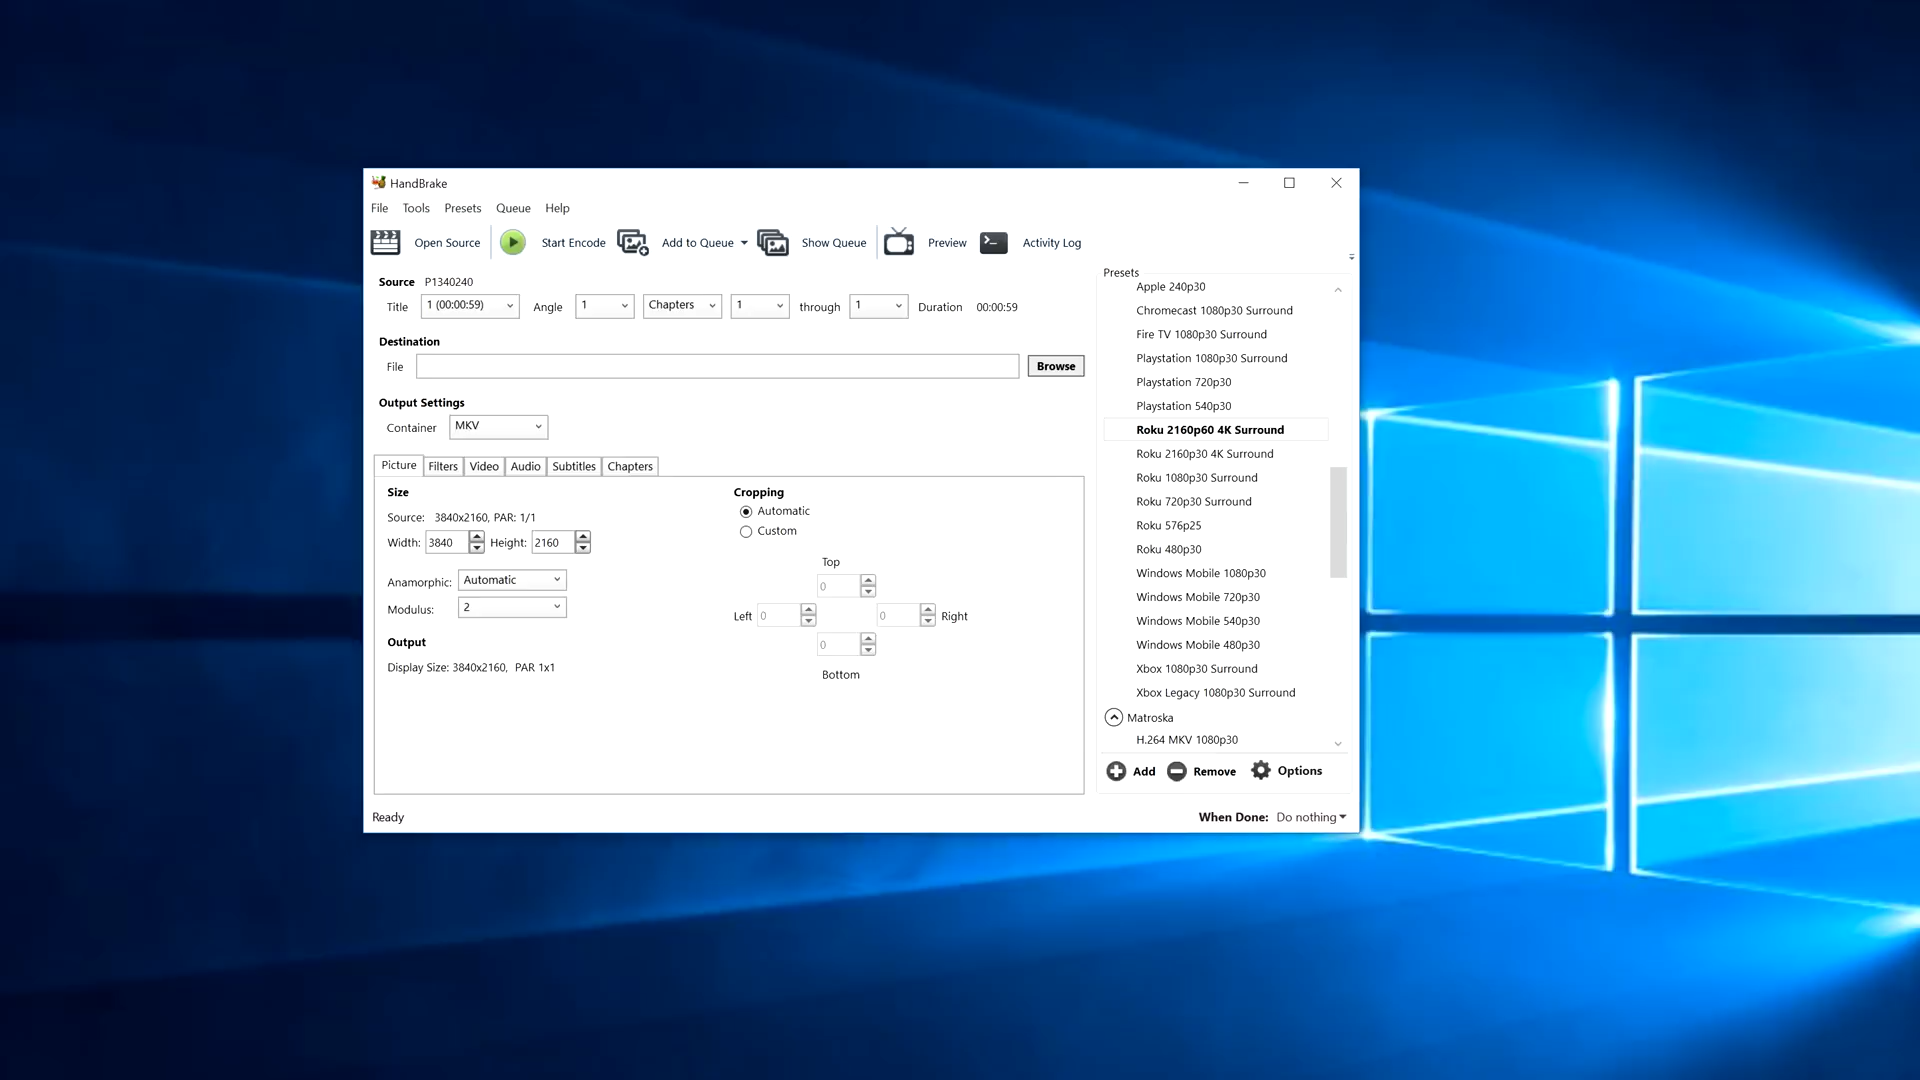 HandBrake
File Tools Presets Queue Help
Open Source Start Encode Add to Queue Show Queue Preview Activity Log
Source P1340240
Title 1 (00:00:59) Angle 1 Chapters 1 through 1 Duration 00:00:59
Destination
File Browse
Output Settings
Container MKV
Picture Filters Video Audio Subtitles Chapters
Size
Source: 3840x2160, PAR: 1/1
Width: 3840 Height: 2160
Anamorphic: Automatic
Modulus: 2
Output
Display Size: 3840x2160, PAR 1x1
Cropping
Automatic
Custom
Top
0
Left 0 0 Right
0
Bottom
Presets
Apple 240p30
Chromecast 1080p30 Surround
Fire TV 1080p30 Surround
Playstation 1080p30 Surround
Playstation 720p30
Playstation 540p30
Roku 2160p60 4K Surround
Roku 2160p30 4K Surround
Roku 1080p30 Surround
Roku 720p30 Surround
Roku 576p25
Roku 480p30
Windows Mobile 1080p30
Windows Mobile 720p30
Windows Mobile 540p30
Windows Mobile 480p30
Xbox 1080p30 Surround
Xbox Legacy 1080p30 Surround
Matroska
H.264 MKV 1080p30
Add Remove Options
Ready
When Done: Do nothing